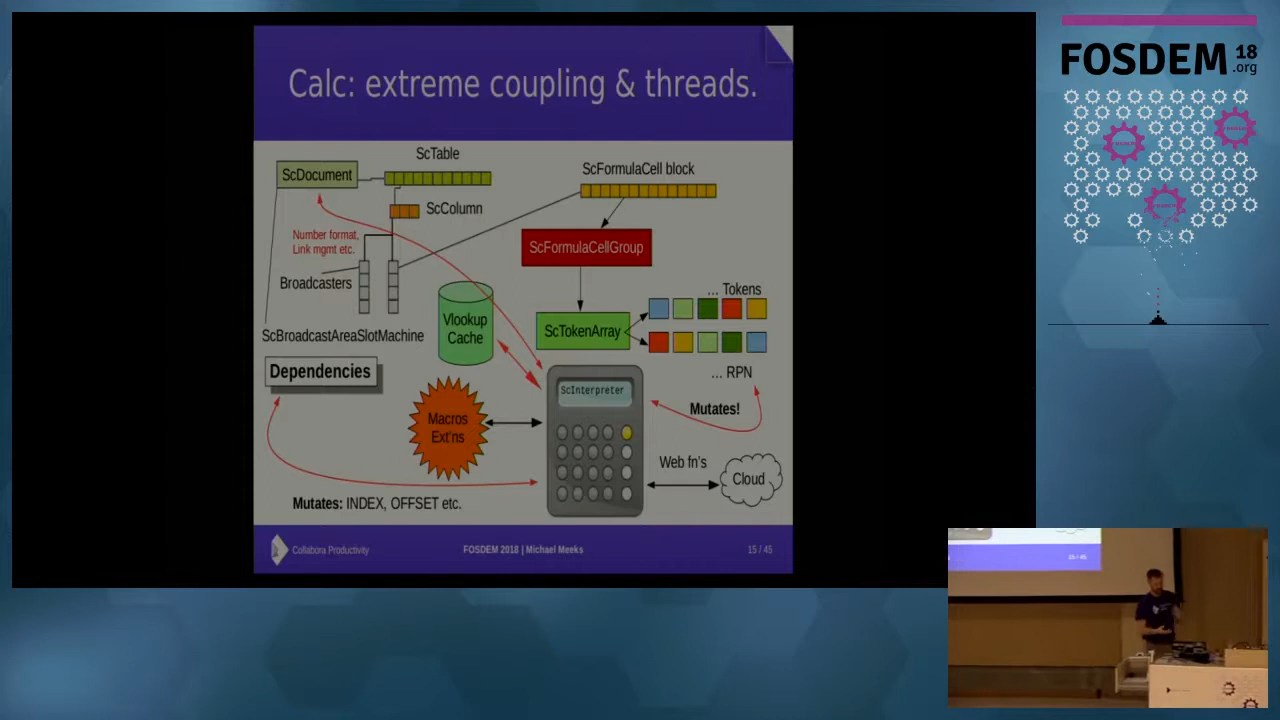 Calc: extreme coupling & threads.
ScTable
ScDocument
ScFormulaCell block
ScColumn
Number format,
Link mgmt etc.
ScFormulaCellGroup
Broadcasters
... Tokens
Vlookup
Cache
ScTokenArray
ScBroadcastAreaSlotMachine
Dependencies
... RPN
ScInterpreter
Mutates!
Macros
Ext'ns
Web fn's
Cloud
Mutates: INDEX, OFFSET etc.
Collabora Productivity
FOSDEM 2018 | Michael Meeks
15 / 45
FOSDEM 18
.org
15 / 45